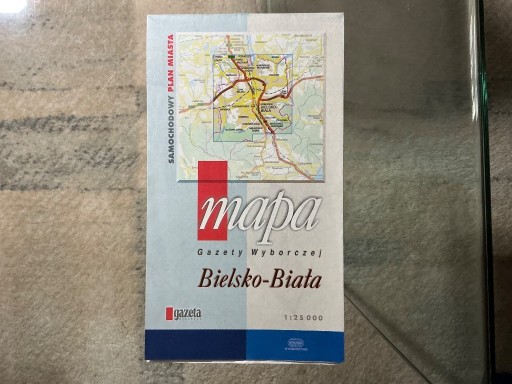 SAMOCHODOWY PLAN MIASTA
mapa
Gazety Wyborczej
Bielsko-Biała
gazeta
1:25 000